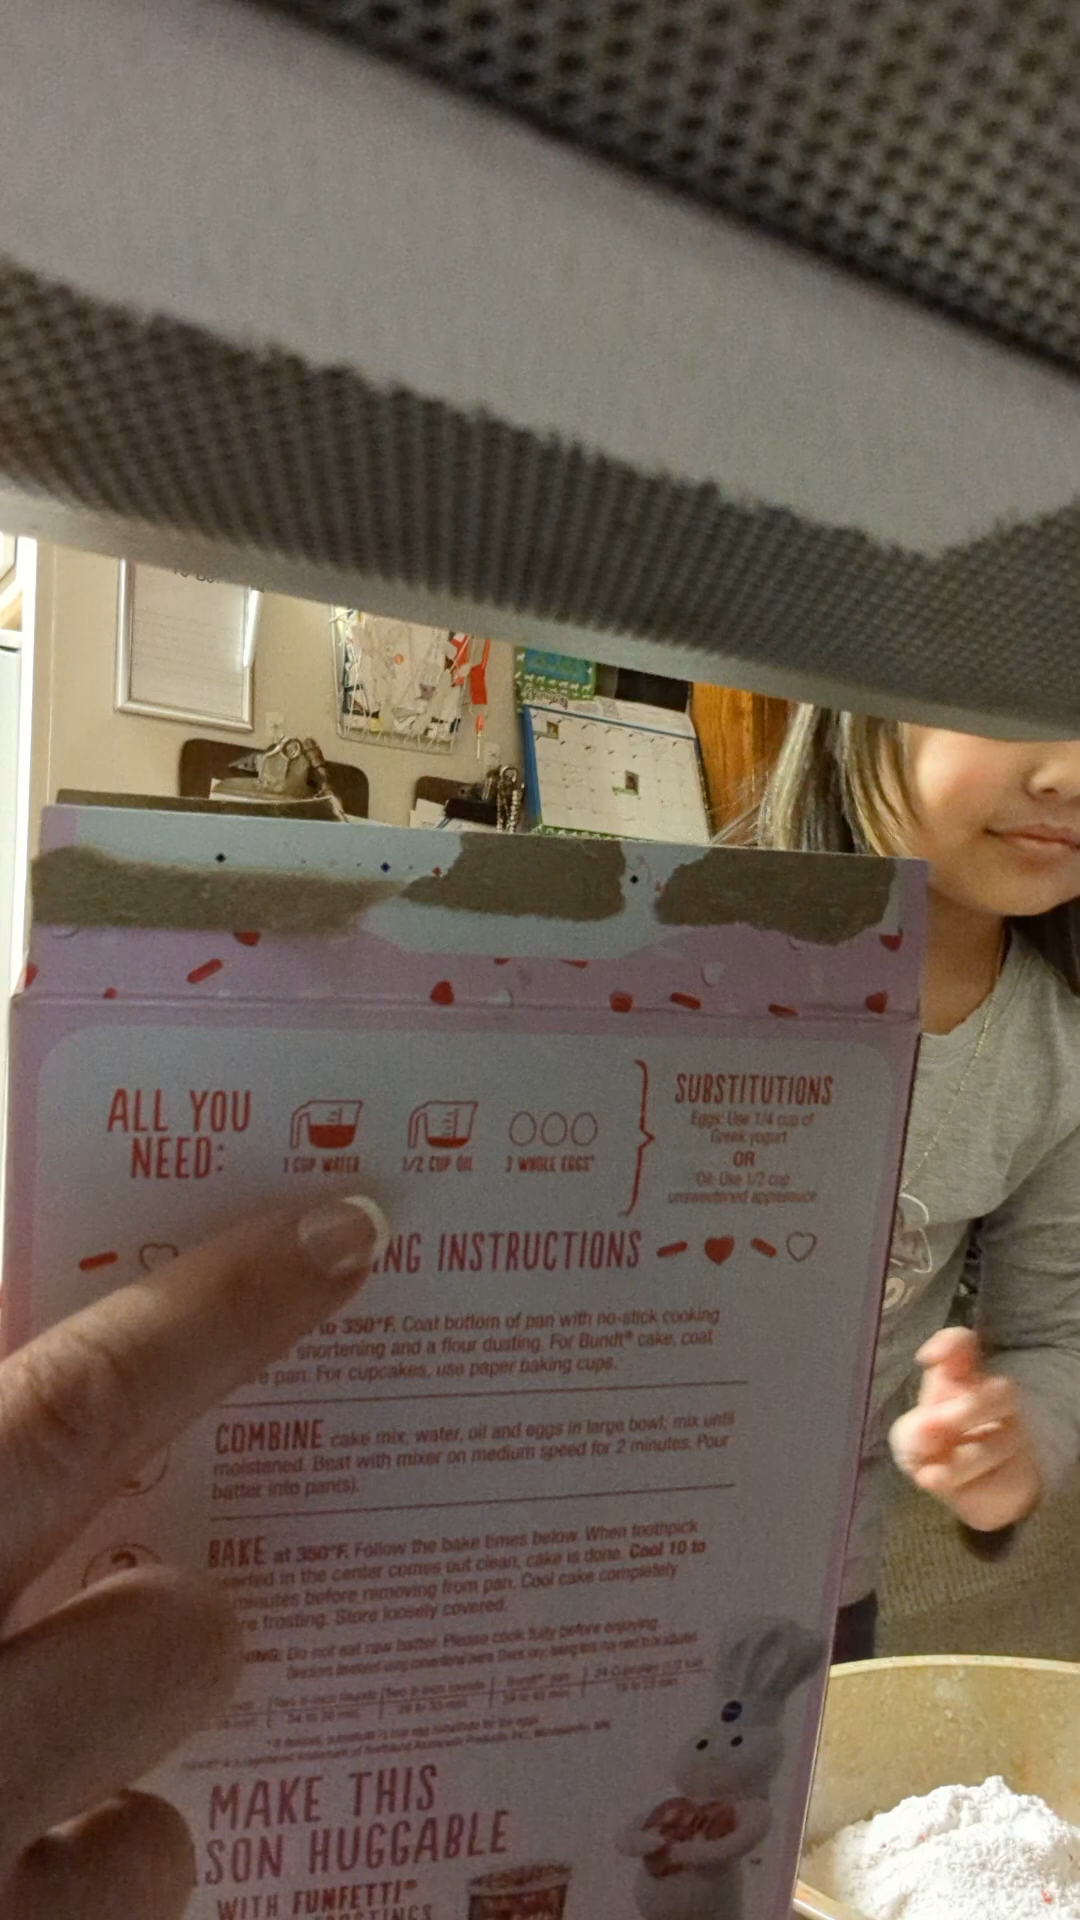 ALL YOU
NEED:
1 CUP WATER
1/2 CUP OIL
3 WHOLE EGGS*
SUBSTITUTIONS
Eggs: Use 1/4 cup of
Greek yogurt
OR
Oil: Use 1/2 cup
unsweetened applesauce
NG INSTRUCTIONS
to 350°F. Coat bottom of pan with no-stick cooking
shortening and a flour dusting. For Bundt® cake, coat
pan. For cupcakes, use paper baking cups.
COMBINE cake mix, water, oil and eggs in large bowl; mix until
moistened. Beat with mixer on medium speed for 2 minutes. Pour
batter into pan(s).
BAKE at 350°F. Follow the bake times below. When toothpick
serted in the center comes out clean, cake is done. Cool 10 to
minutes before removing from pan. Cool cake completely
re frosting. Store loosely covered.
Do not eat raw batter. Please cook fully before enjoying.
MAKE THIS
SON HUGGABLE
WITH FUNFETTI®